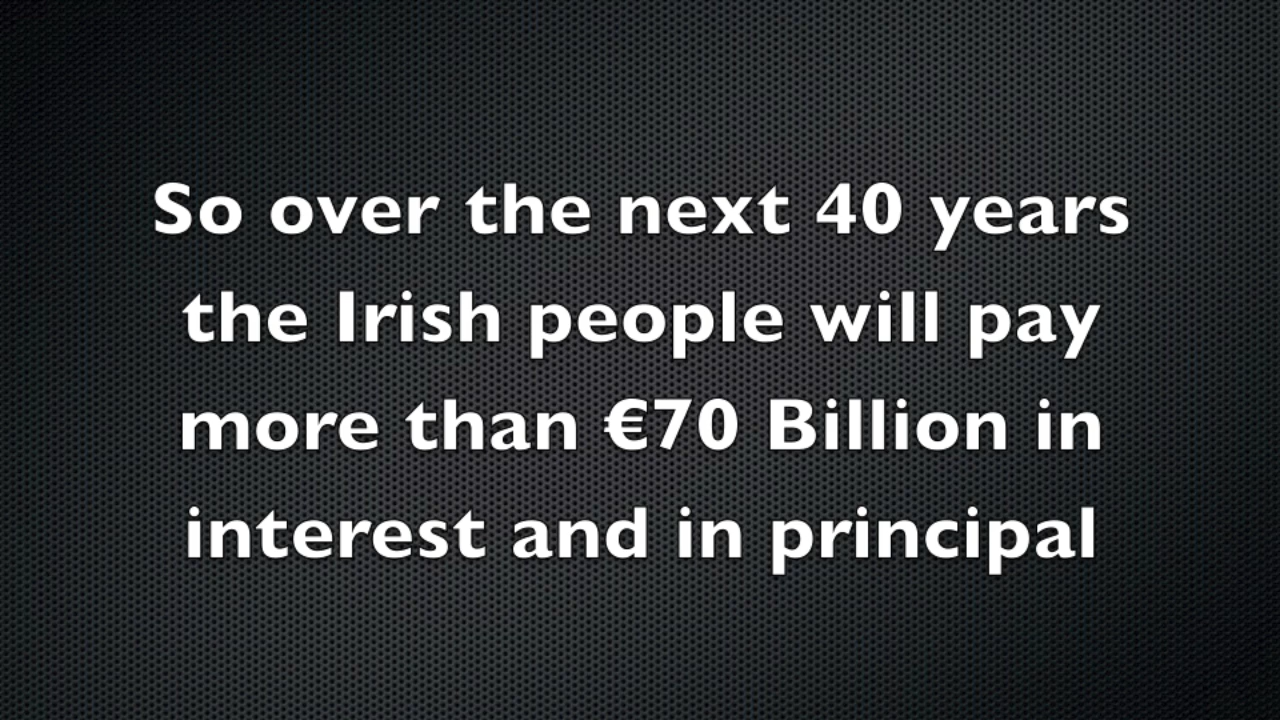 So over the next 40 years
the Irish people will pay
more than €70 Billion in
interest and in principal